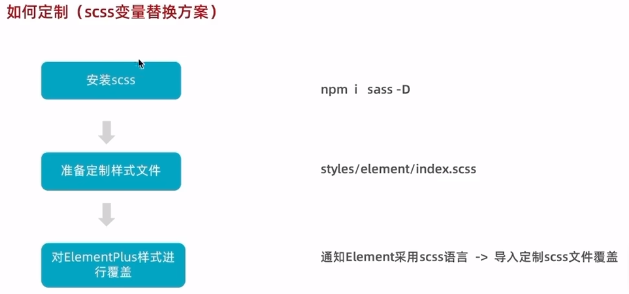 如何定制（scss变量替换方案）
安装scss
npm i sass -D
准备定制样式文件
styles/element/index.scss
对ElementPlus样式进
行覆盖
通知Element采用scss语言 -> 导入定制scss文件覆盖